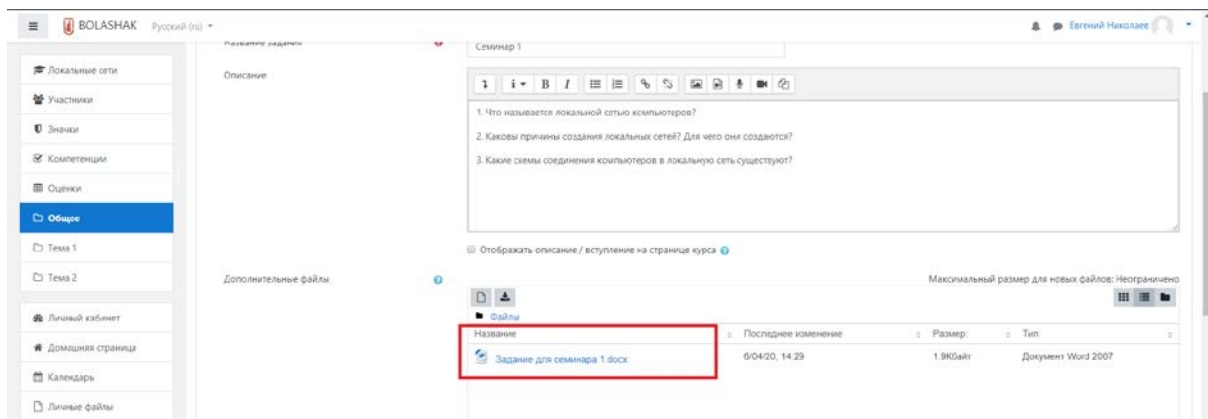 BOLASHAK Русский (ru)
Евгений Николаев
Название задания
Семинар 1
Локальные сети
Участники
Значки
Компетенции
Оценки
Общее
Тема 1
Тема 2
Личный кабинет
Домашняя страница
Календарь
Личные файлы
Описание
i B I
1. Что называется локальной сетью компьютеров?
2. Каковы причины создания локальных сетей? Для чего они создаются?
3. Какие схемы соединения компьютеров в локальную сеть существуют?
Отображать описание / вступление на странице курса
Дополнительные файлы
Максимальный размер для новых файлов: Неограничено
Файлы
Название Последнее изменение Размер Тип
Задание для семинара 1.docx 6/04/20, 14:29 1.9Кбайт Документ Word 2007